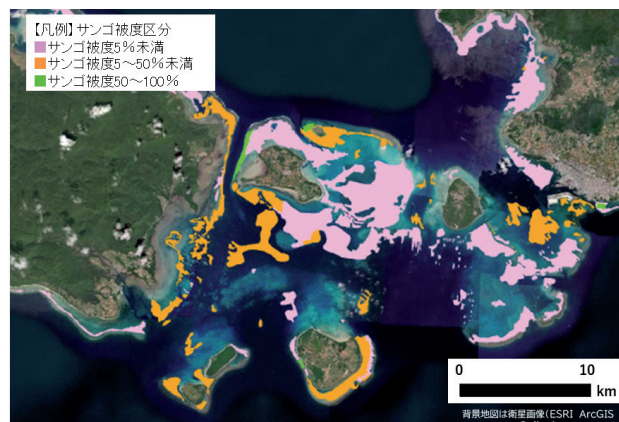 【凡例】サンゴ被度区分
サンゴ被度5%未満
サンゴ被度5～50%未満
サンゴ被度50～100%
0 10
km
背景地図は衛星画像(ESRI ArcGIS